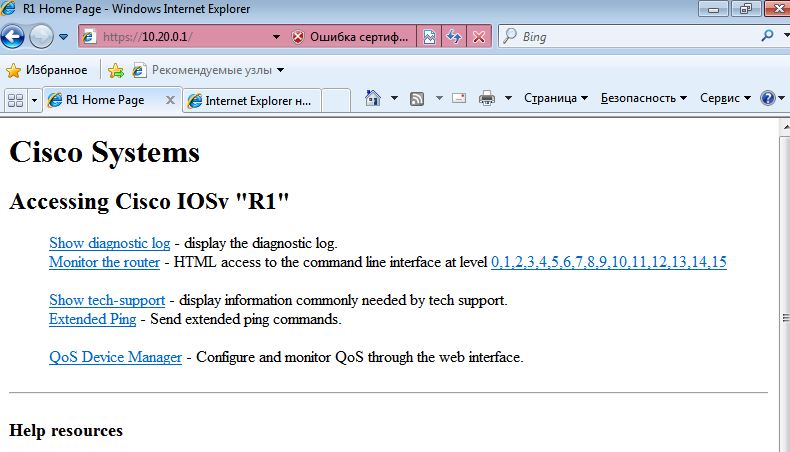 R1 Home Page - Windows Internet Explorer
https://10.20.0.1/
Ошибка сертиф...
Bing
Избранное
Рекомендуемые узлы
R1 Home Page
Internet Explorer н...
Страница
Безопасность
Сервис
Cisco Systems
Accessing Cisco IOSv "R1"
Show diagnostic log - display the diagnostic log.
Monitor the router - HTML access to the command line interface at level 0,1,2,3,4,5,6,7,8,9,10,11,12,13,14,15
Show tech-support - display information commonly needed by tech support.
Extended Ping - Send extended ping commands.
QoS Device Manager - Configure and monitor QoS through the web interface.
Help resources